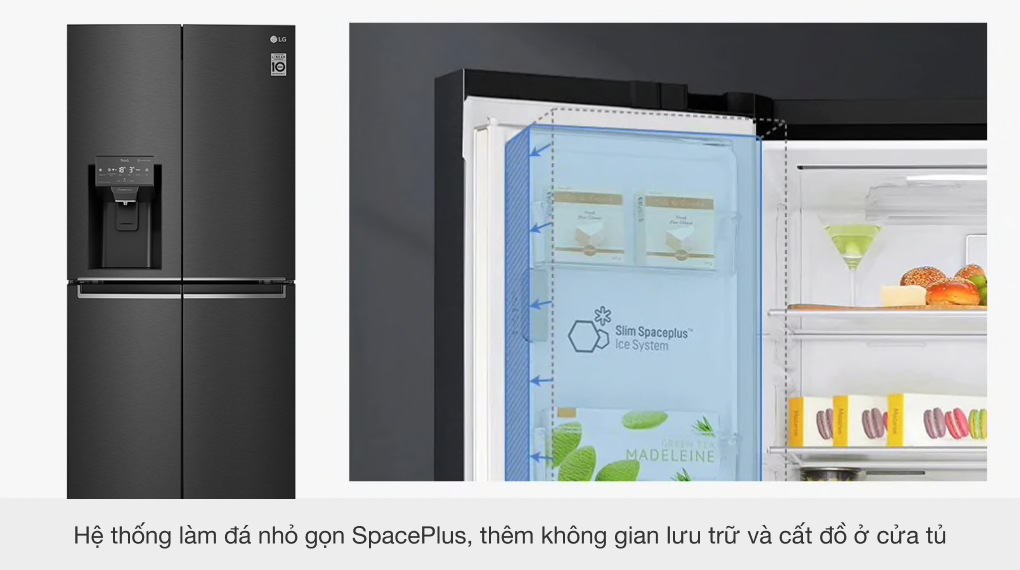 LG
Slim Spaceplus™
Ice System
GREEN TEA
MADELEINE
Hệ thống làm đá nhỏ gọn SpacePlus, thêm không gian lưu trữ và cất đồ ở cửa tủ